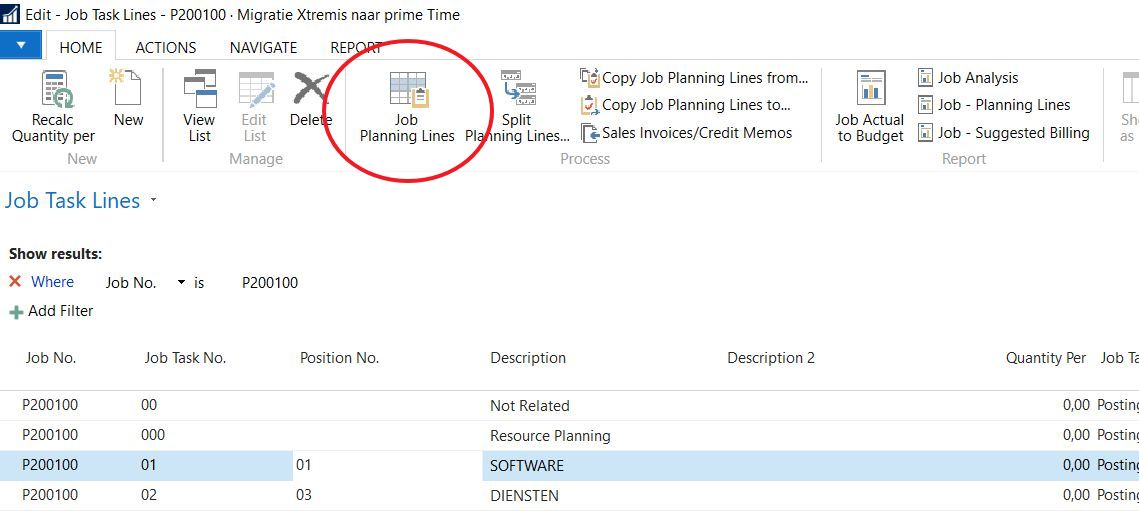 Edit - Job Task Lines - P200100 · Migratie Xtremis naar prime Time
HOME ACTIONS NAVIGATE REPORT
Recalc Quantity per
New
View List
Edit List
Delete
Job Planning Lines
Split Planning Lines...
Copy Job Planning Lines from...
Copy Job Planning Lines to...
Sales Invoices/Credit Memos
Job Actual to Budget
Job Analysis
Job - Planning Lines
Job - Suggested Billing
Sh
as
New Manage Process Report
Job Task Lines
Show results:
Where Job No. is P200100
Add Filter
Job No. Job Task No. Position No. Description Description 2 Quantity Per Job Ta
P200100 00 Not Related 0,00 Posting
P200100 000 Resource Planning 0,00 Posting
P200100 01 01 SOFTWARE 0,00 Posting
P200100 02 03 DIENSTEN 0,00 Posting